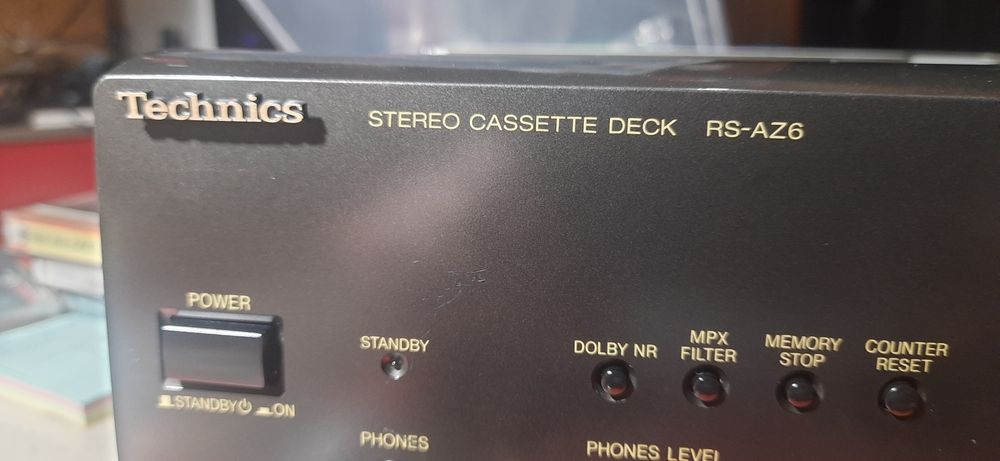 Technics
STEREO CASSETTE DECK RS-AZ6
POWER
STANDBY ON
STANDBY
DOLBY NR
MPX
FILTER
MEMORY
STOP
COUNTER
RESET
PHONES
PHONES LEVEL